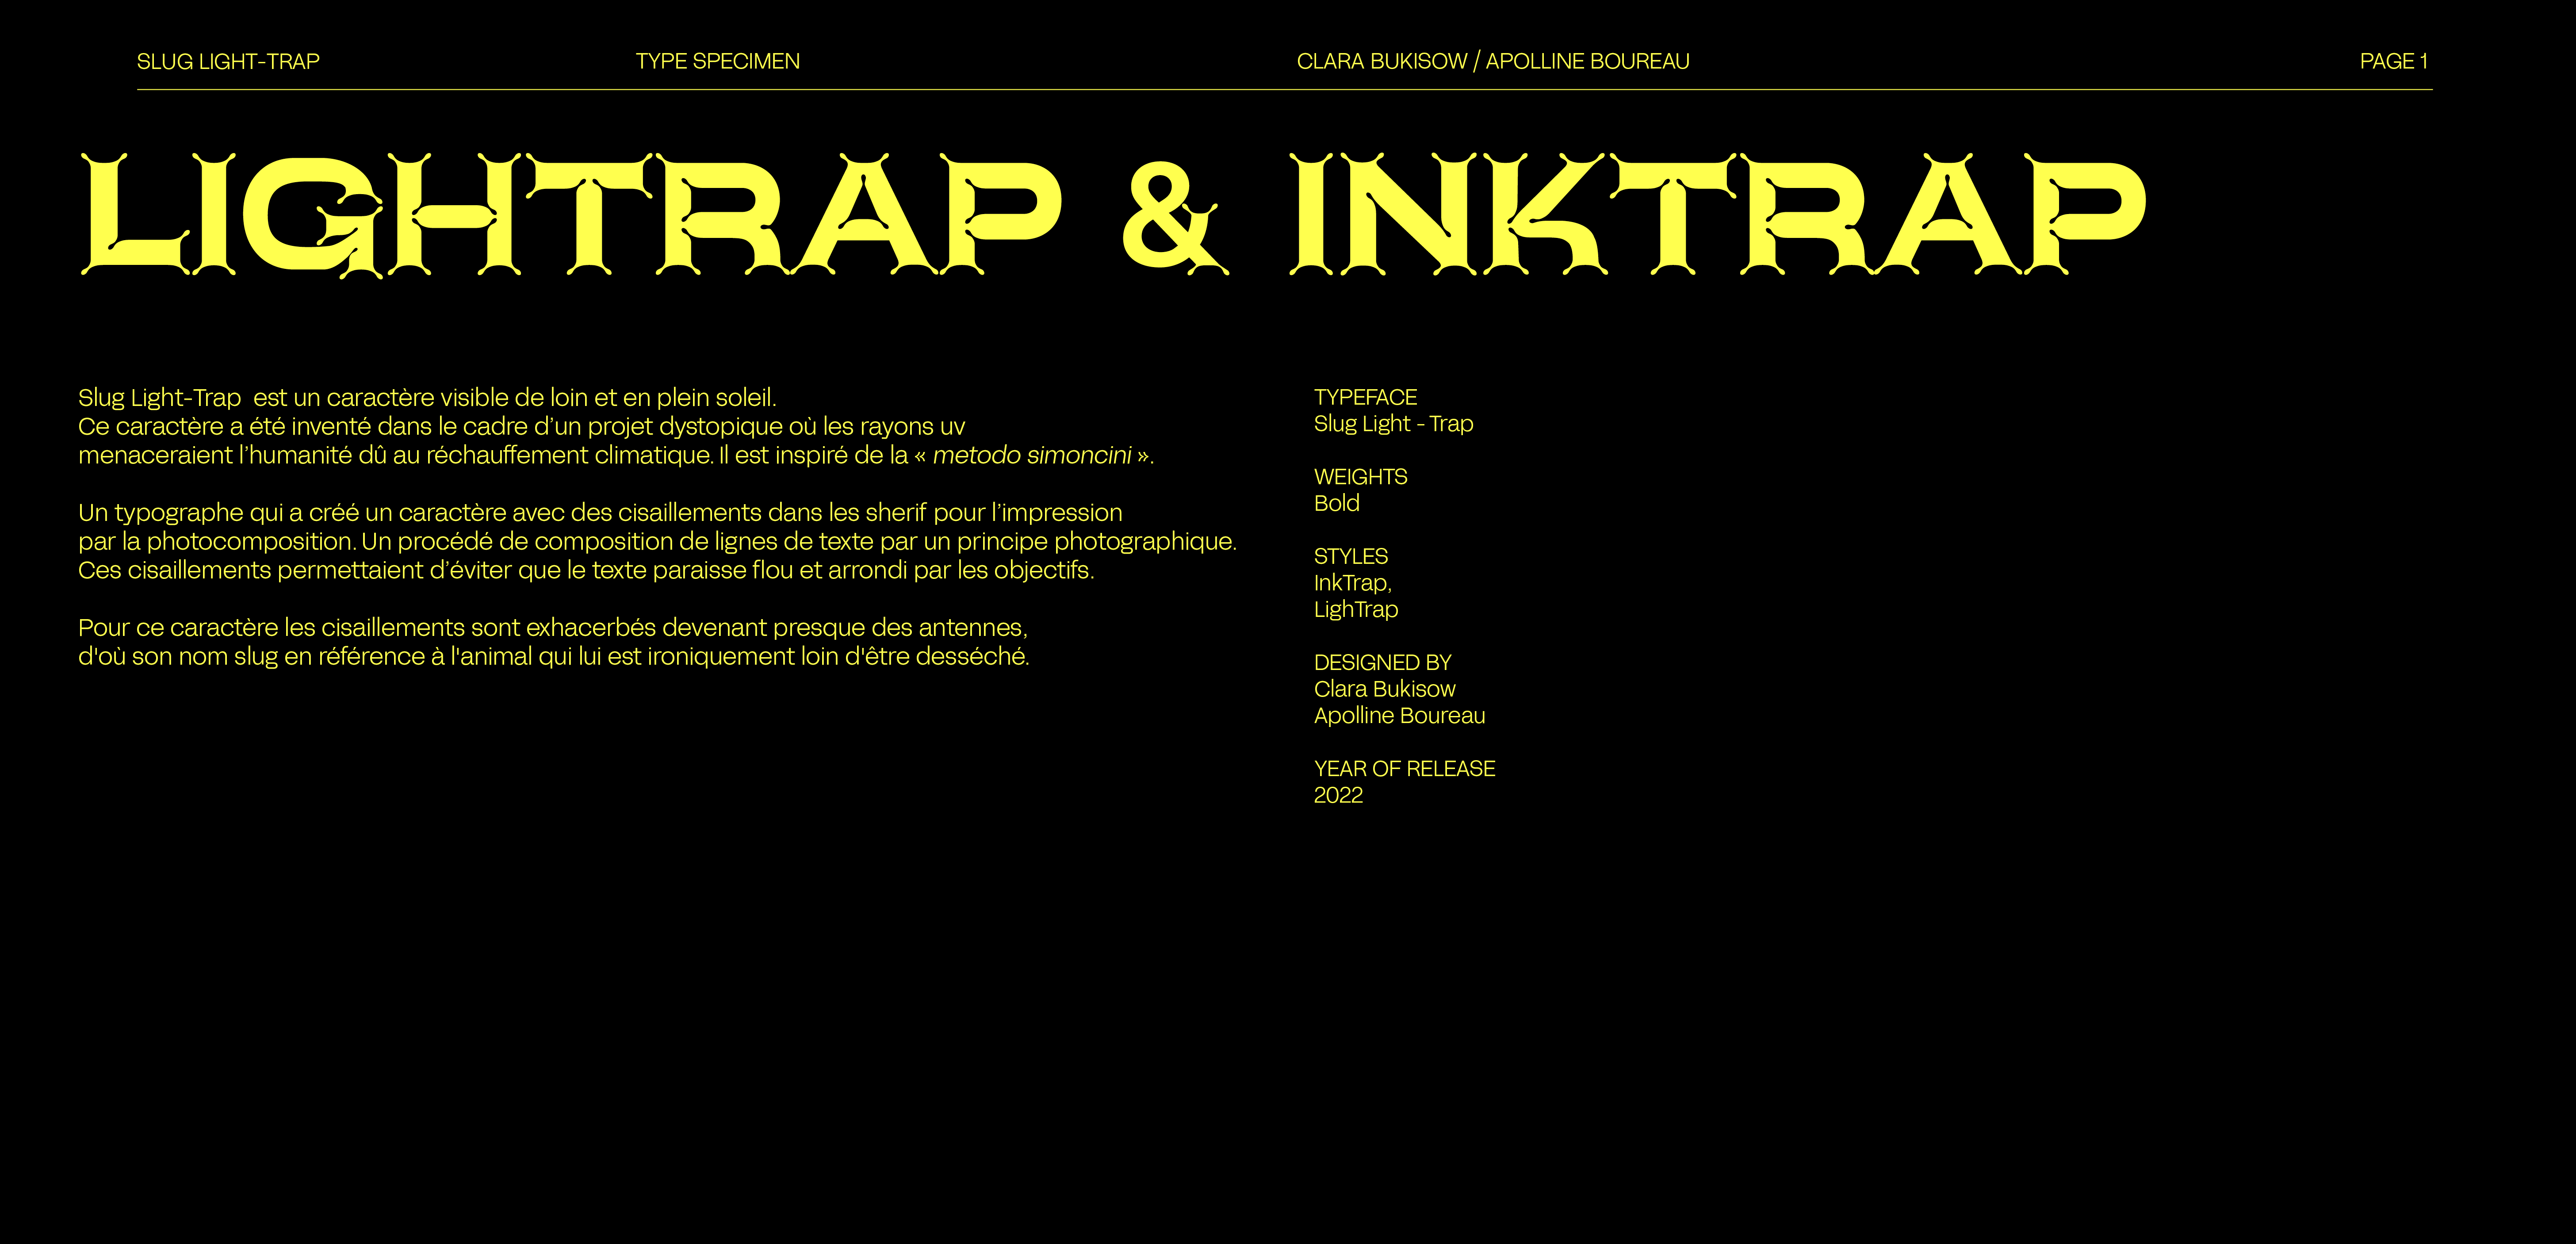 SLUG LIGHT-TRAP TYPE SPECIMEN CLARA BUKISOW / APOLLINE BOUREAU PAGE 1
LIGHTRAP & INKTRAP
Slug Light-Trap est un caractère visible de loin et en plein soleil.
Ce caractère a été inventé dans le cadre d’un projet dystopique où les rayons uv
menaceraient l’humanité dû au réchauffement climatique. Il est inspiré de la « metodo simoncini ».
Un typographe qui a créé un caractère avec des cisaillements dans les sherif pour l’impression
par la photocomposition. Un procédé de composition de lignes de texte par un principe photographique.
Ces cisaillements permettaient d’éviter que le texte paraisse flou et arrondi par les objectifs.
Pour ce caractère les cisaillements sont exhacerbés devenant presque des antennes,
d'où son nom slug en référence à l'animal qui lui est ironiquement loin d'être desséché.
TYPEFACE
Slug Light - Trap
WEIGHTS
Bold
STYLES
InkTrap,
LighTrap
DESIGNED BY
Clara Bukisow
Apolline Boureau
YEAR OF RELEASE
2022